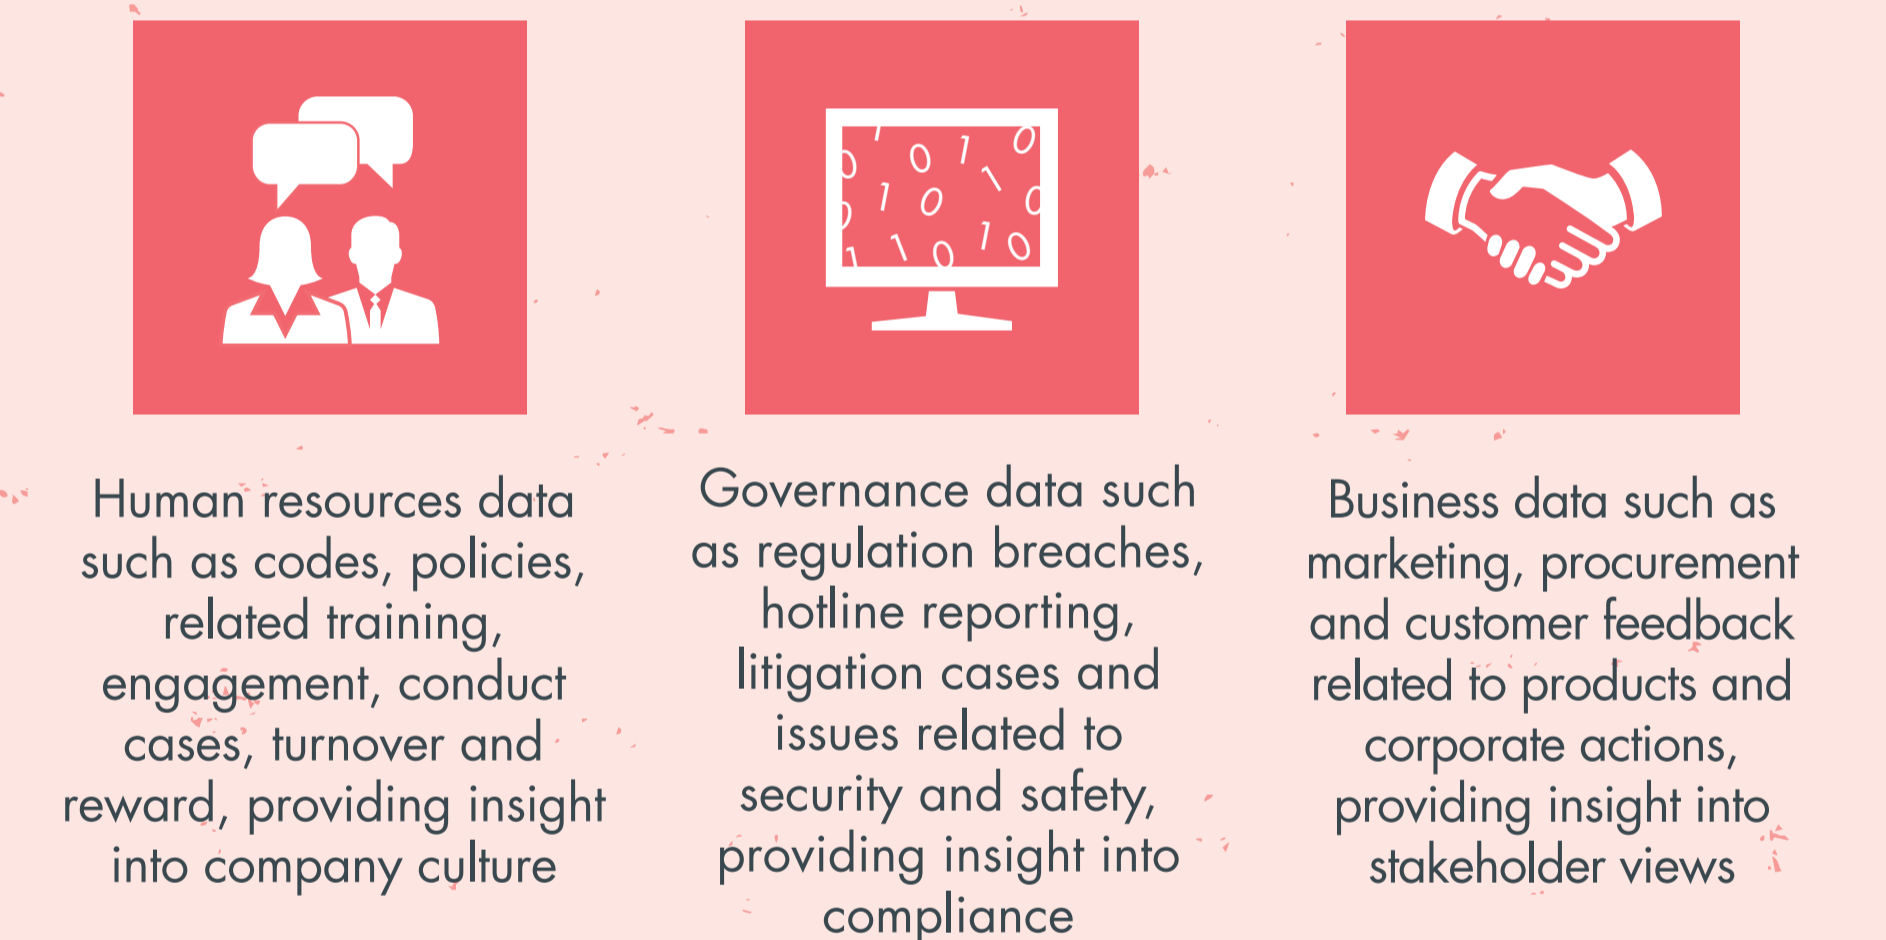 Human resources data
such as codes, policies,
related training,
engagement, conduct
cases, turnover and
reward, providing insight
into company culture
Governance data such
as regulation breaches,
hotline reporting,
litigation cases and
issues related to
security and safety,
providing insight into
compliance
Business data such as
marketing, procurement
and customer feedback
related to products and
corporate actions,
providing insight into
stakeholder views